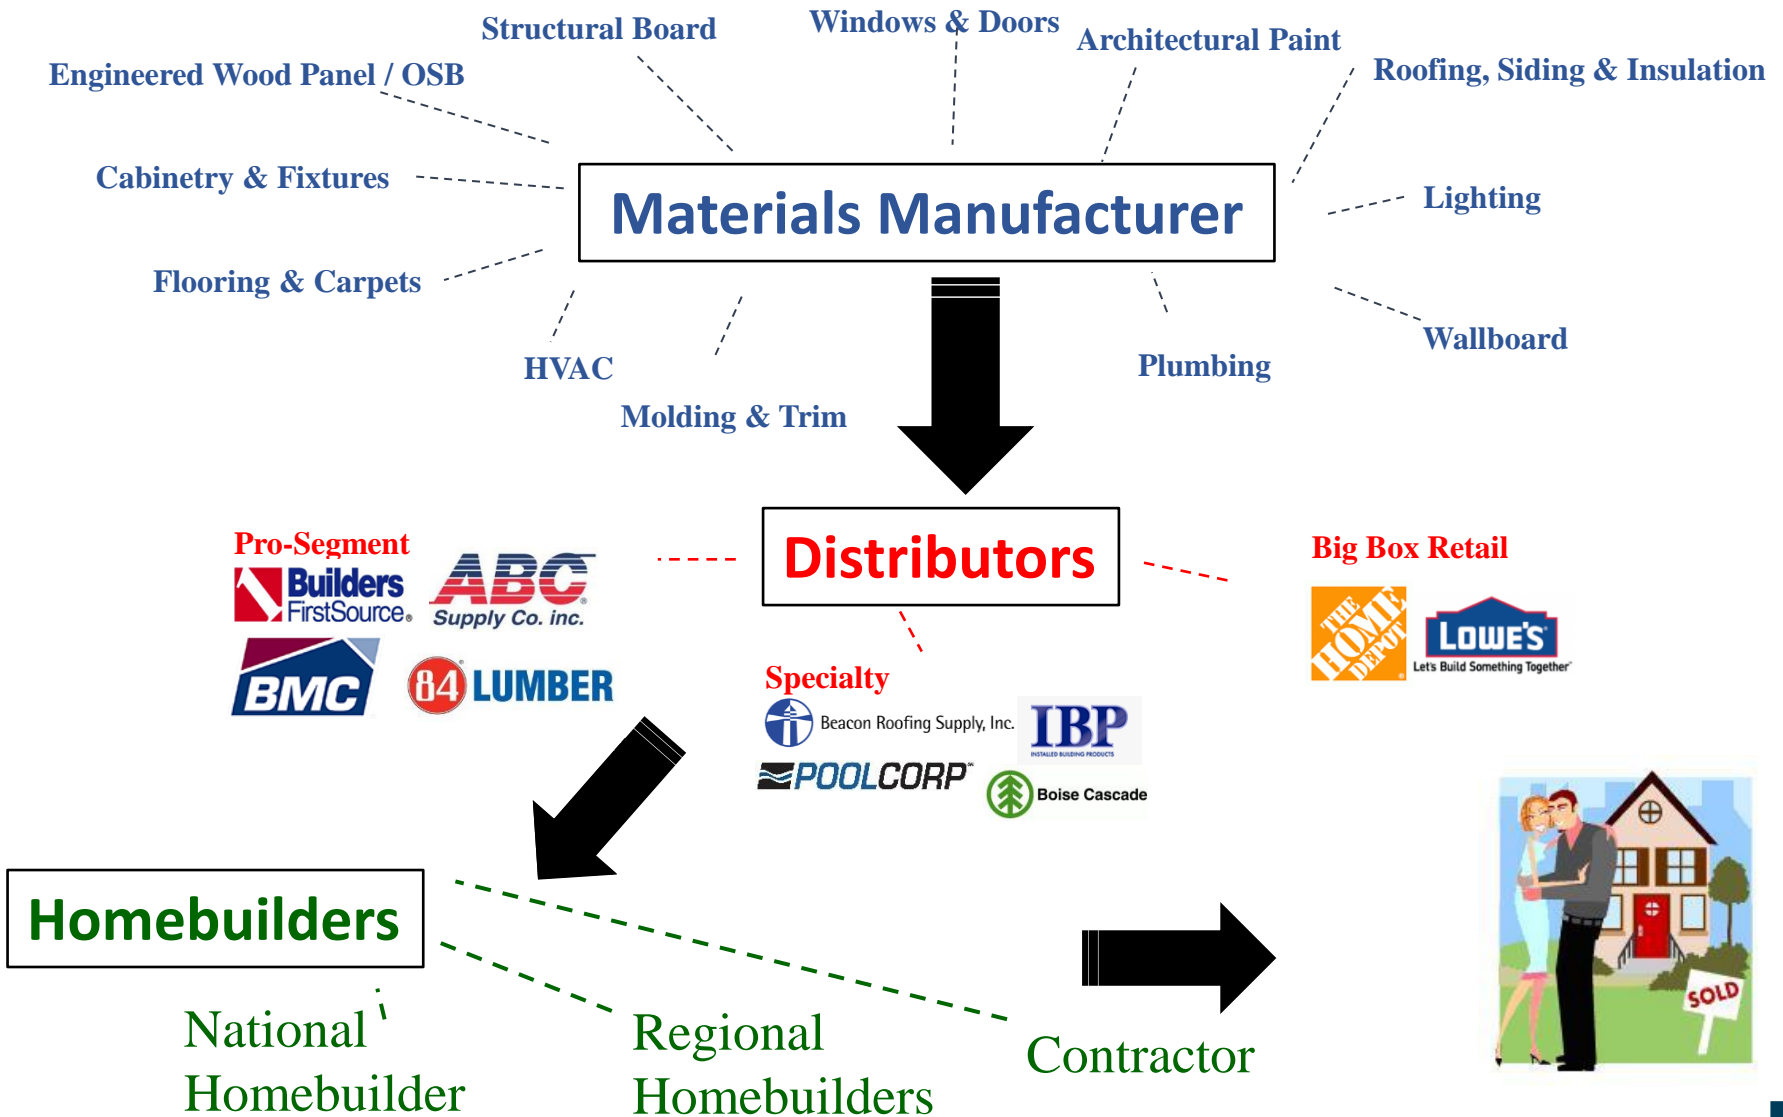 Structural Board
Windows & Doors
Architectural Paint
Engineered Wood Panel / OSB
Roofing, Siding & Insulation
Cabinetry & Fixtures
Materials Manufacturer
Lighting
Flooring & Carpets
HVAC
Plumbing
Wallboard
Molding & Trim
Distributors
Pro-Segment
Builders
FirstSource®
ABC®
Supply Co. inc.
BMC
84 LUMBER
Specialty
Beacon Roofing Supply, Inc.
IBP
INSTALLED BUILDING PRODUCTS
POOLCORP
Boise Cascade
Big Box Retail
THE
HOME
DEPOT
LOWE'S
Let's Build Something Together
Homebuilders
National
Homebuilder
Regional
Homebuilders
Contractor
SOLD